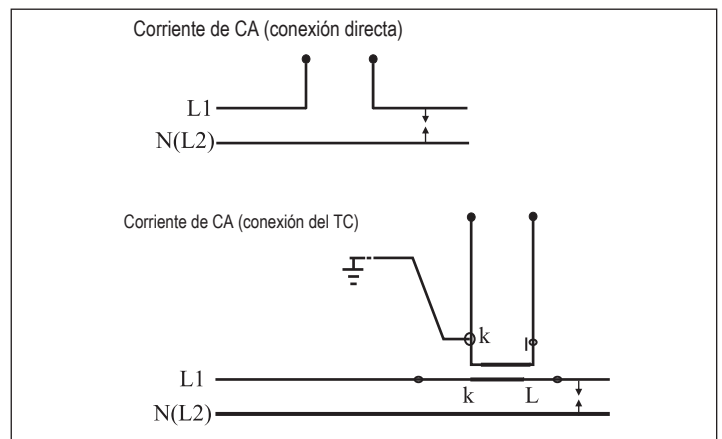 Corriente de CA (conexión directa)
L1
N(L2)
Corriente de CA (conexión del TC)
k
l
L1
k L
N(L2)